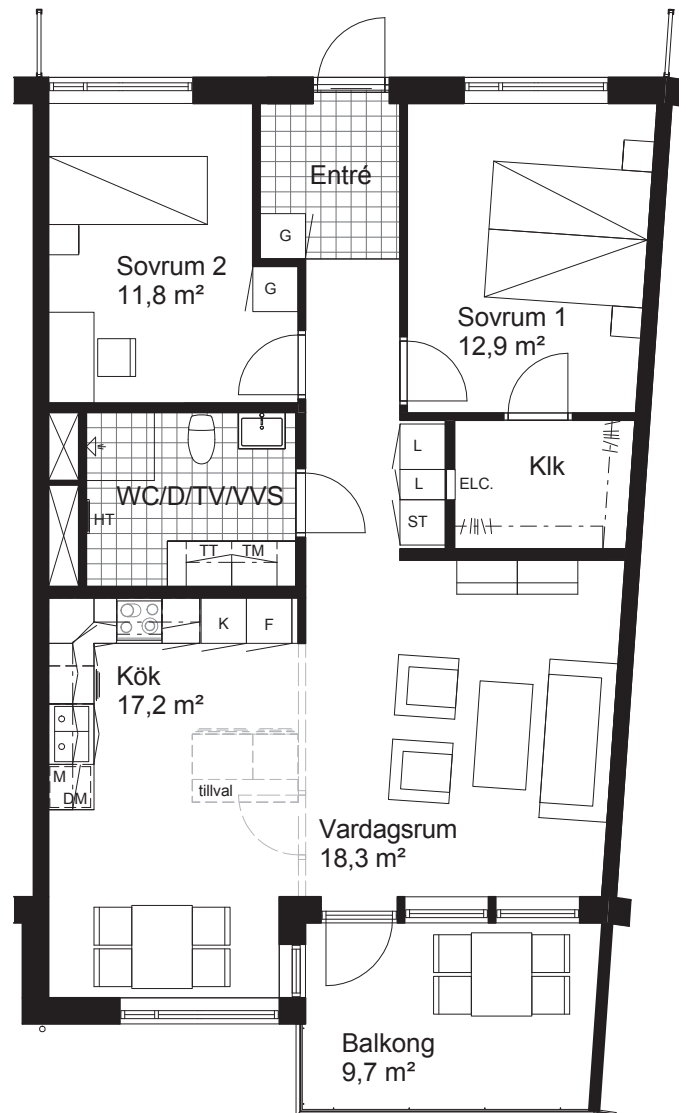 Entré
G
Sovrum 2
11,8 m²
G
Sovrum 1
12,9 m²
L
L
ELC.
ST
Klk
WC/D/TV/VVS
HT
TT
TM
K
F
Kök
17,2 m²
M
DM
tillval
Vardagsrum
18,3 m²
Balkong
9,7 m²